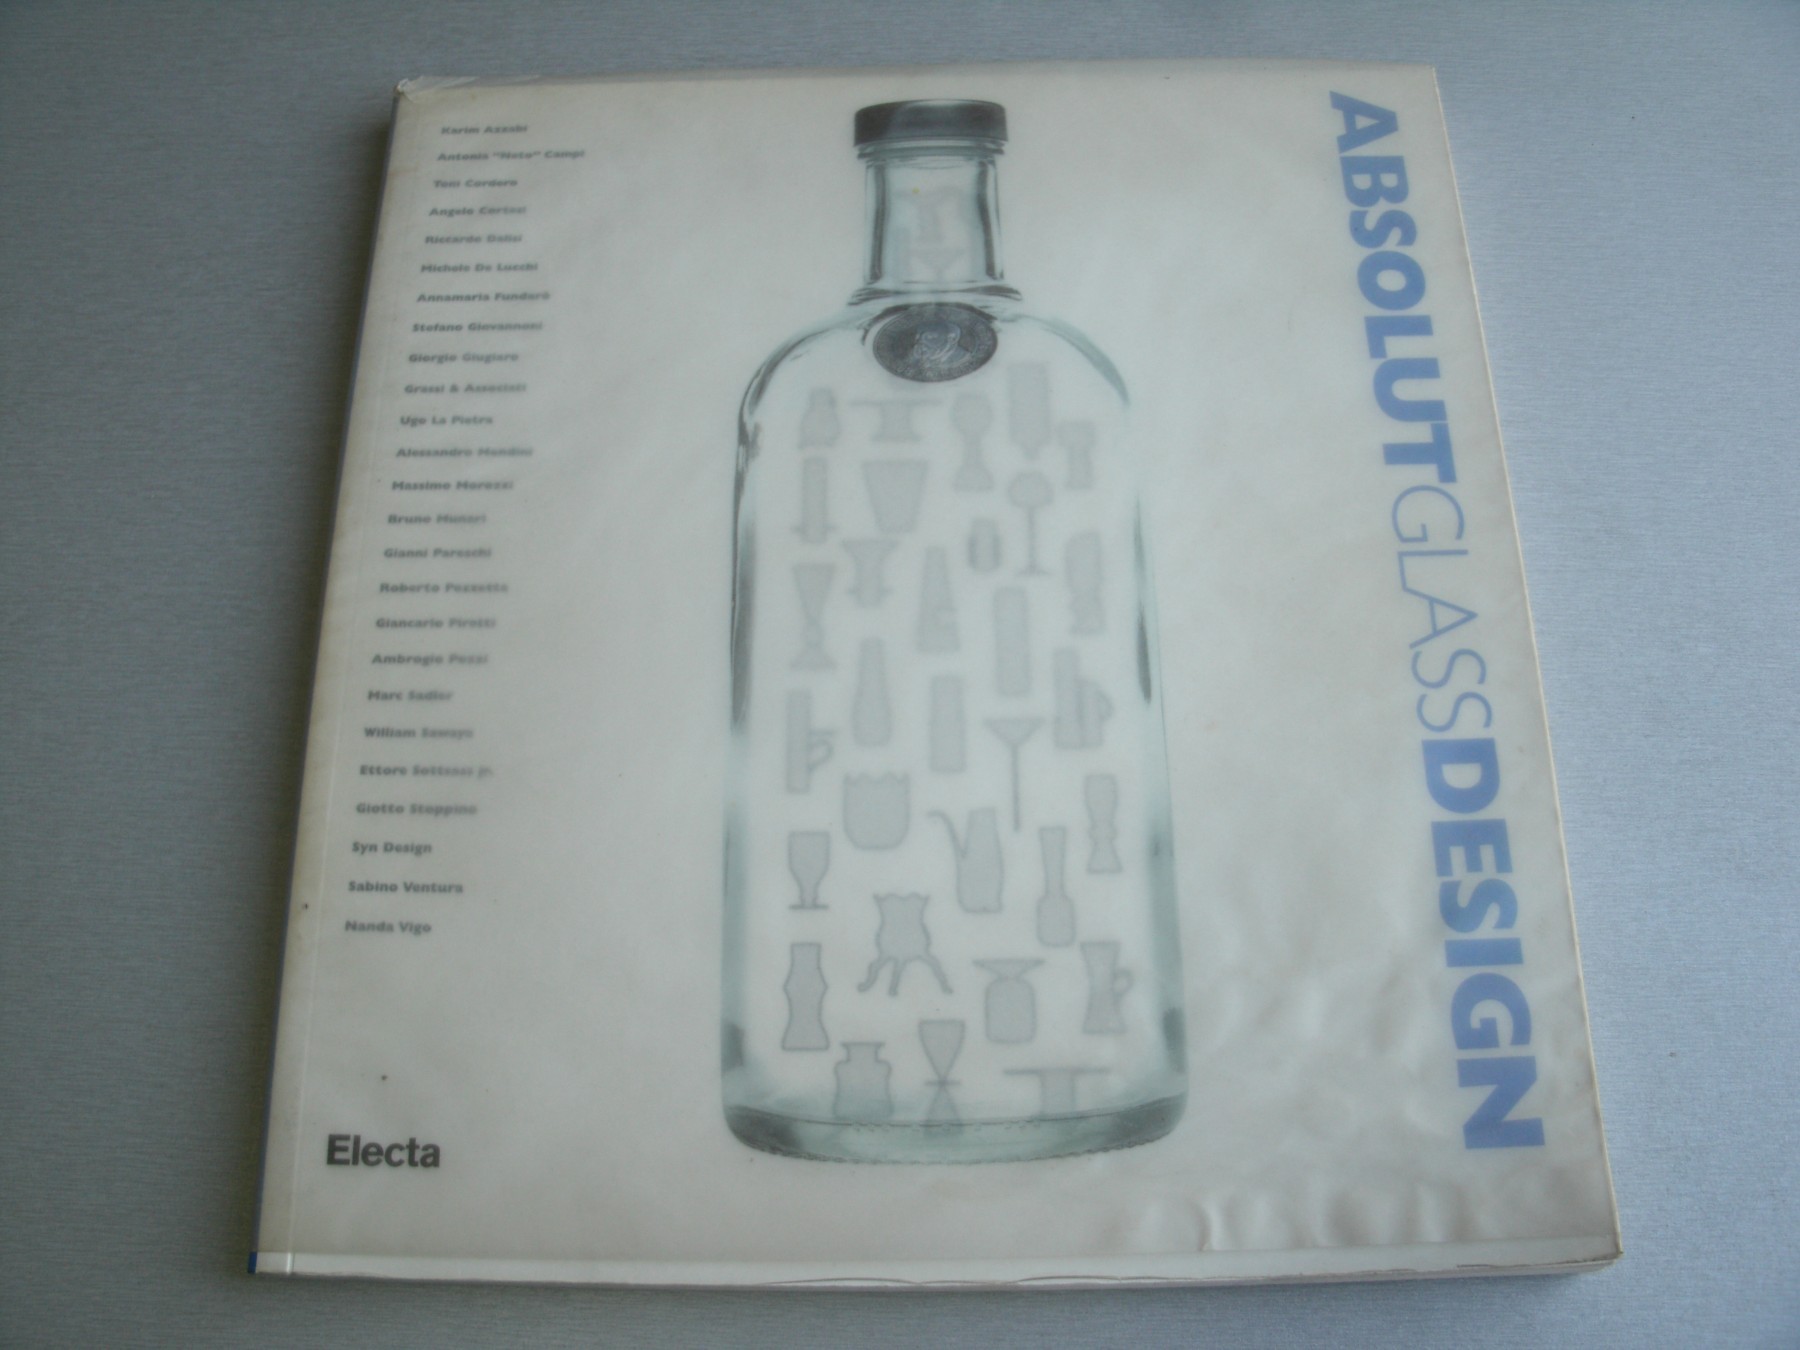 Karim Azzabi
Antonia "Neto" Campi
Toni Cordero
Angelo Cortesi
Riccardo Dalisi
Michele De Lucchi
Annamaria Fundarò
Stefano Giovannoni
Giorgio Giugiaro
Grassi & Associati
Ugo La Pietra
Alessandro Mendini
Massimo Morozzi
Bruno Munari
Gianni Pareschi
Roberto Pezzetta
Giancarlo Piretti
Ambrogio Pozzi
Marc Sadler
William Sawaya
Ettore Sottsass jr.
Giotto Stoppino
Syn Design
Sabino Ventura
Nanda Vigo
Electa
ABSOLUTGLASSDESIGN